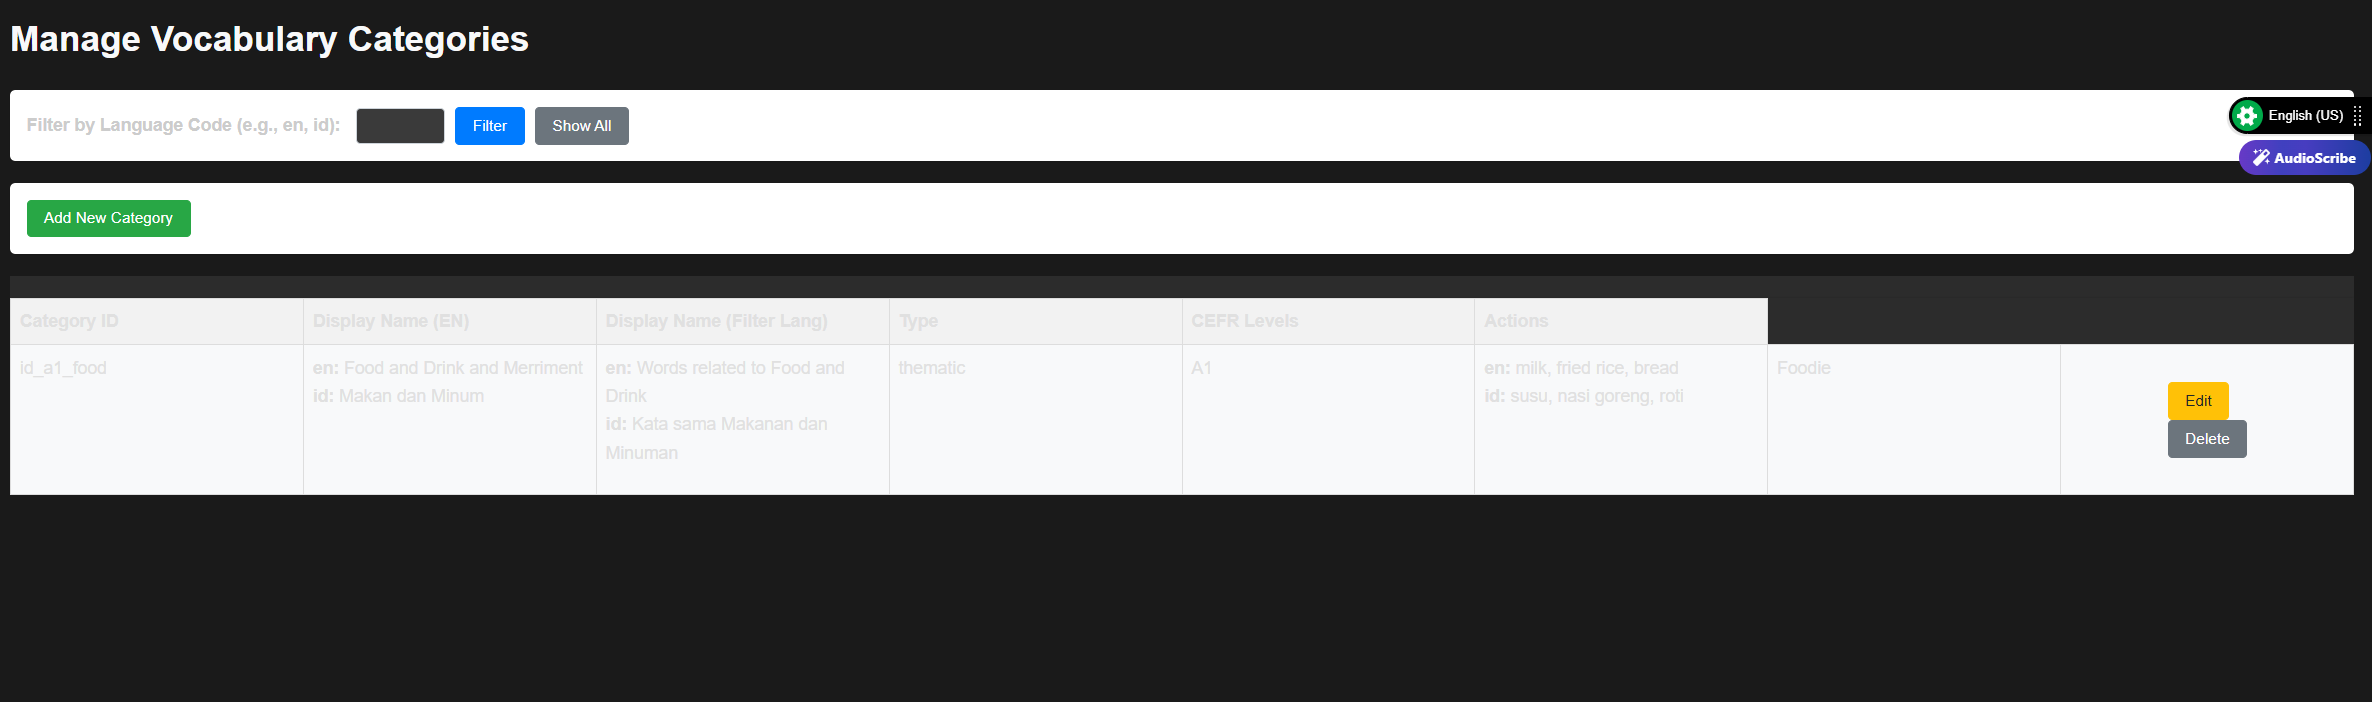 Manage Vocabulary Categories
Filter by Language Code (e.g., en, id):
Filter
Show All
English (US)
AudioScribe
Add New Category
Category ID
Display Name (EN)
Display Name (Filter Lang)
Type
CEFR Levels
Actions
id_a1_food
en: Food and Drink and Merriment
id: Makan dan Minum
en: Words related to Food and
Drink
id: Kata sama Makanan dan
Minuman
thematic
A1
en: milk, fried rice, bread
id: susu, nasi goreng, roti
Foodie
Edit
Delete